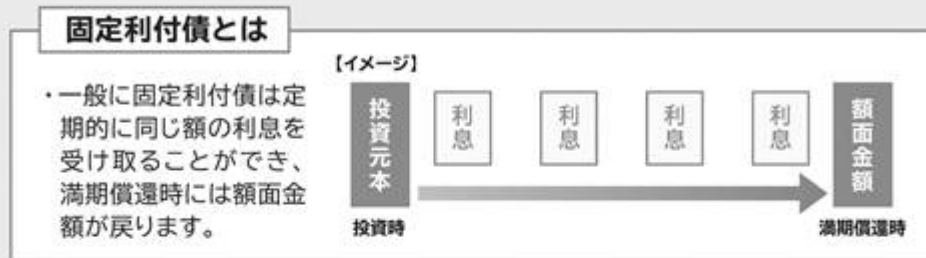 固定利付債とは
・一般に固定利付債は定
期的に同じ額の利息を
受け取ることができ、
満期償還時には額面金
額が戻ります。
【イメージ】
投資元本
利息
利息
利息
利息
額面金額
投資時
満期償還時